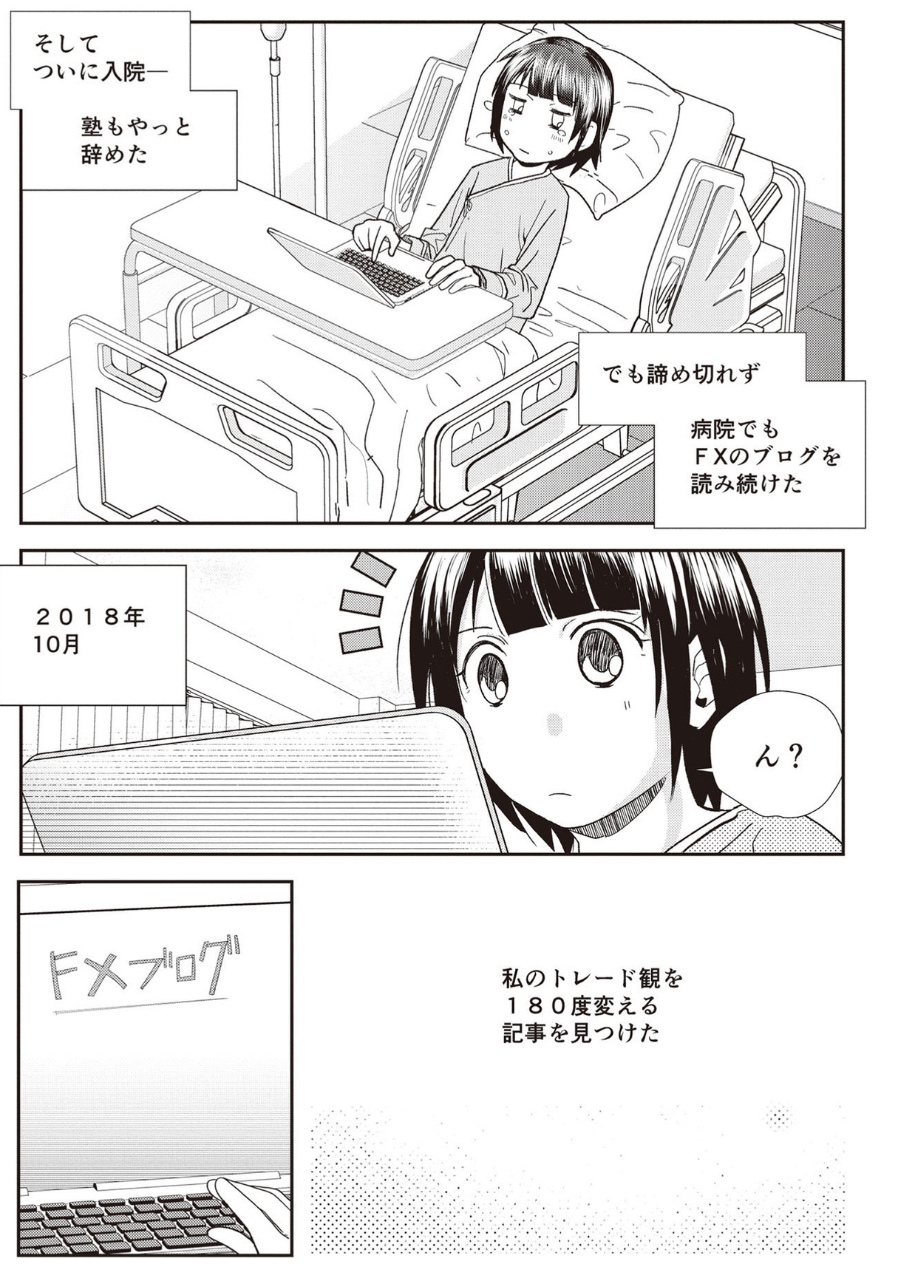 そして
ついに入院―
塾もやっと
辞めた
でも諦め切れず
病院でも
ＦＸのブログを
読み続けた
２０１８年
10月
ん？
ＦＸブログ
私のトレード観を
１８０度変える
記事を見つけた